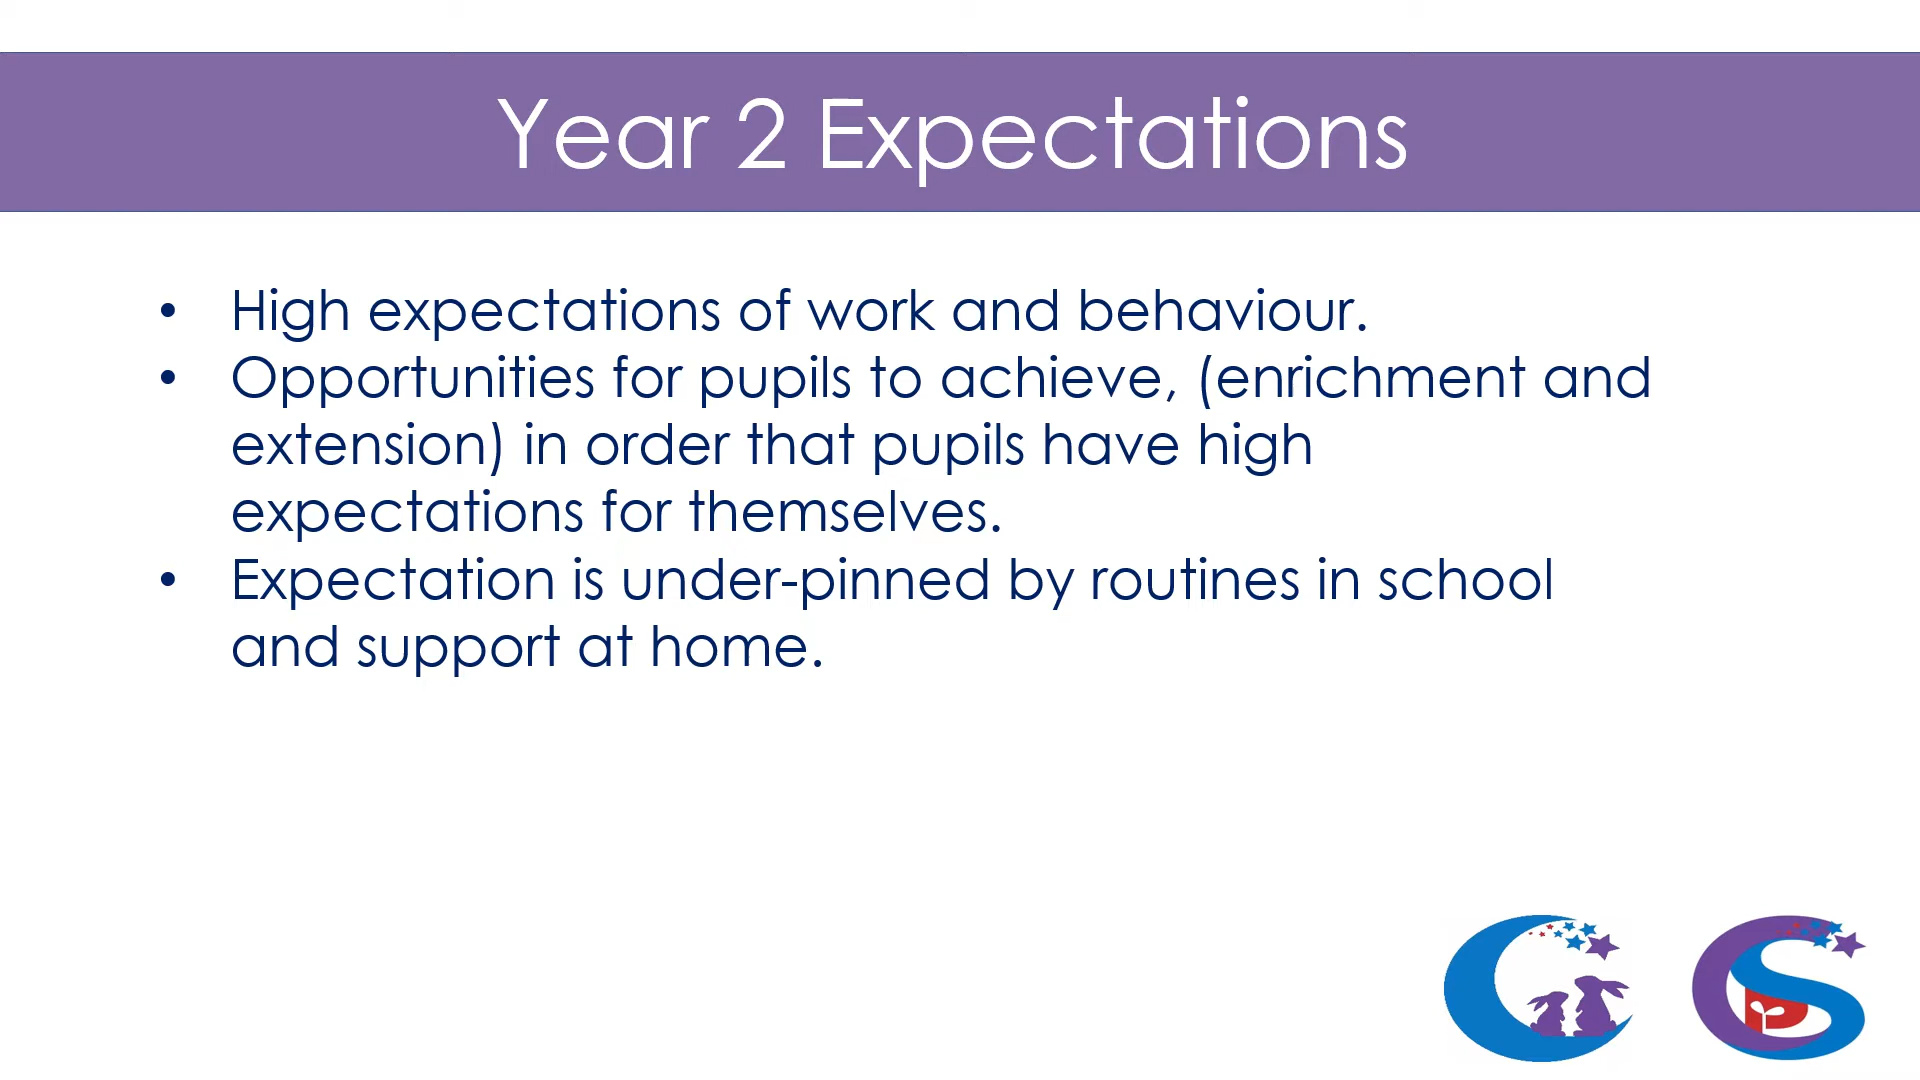 Year 2 Expectations
• High expectations of work and behaviour.
• Opportunities for pupils to achieve, (enrichment and
extension) in order that pupils have high
expectations for themselves.
• Expectation is under-pinned by routines in school
and support at home.